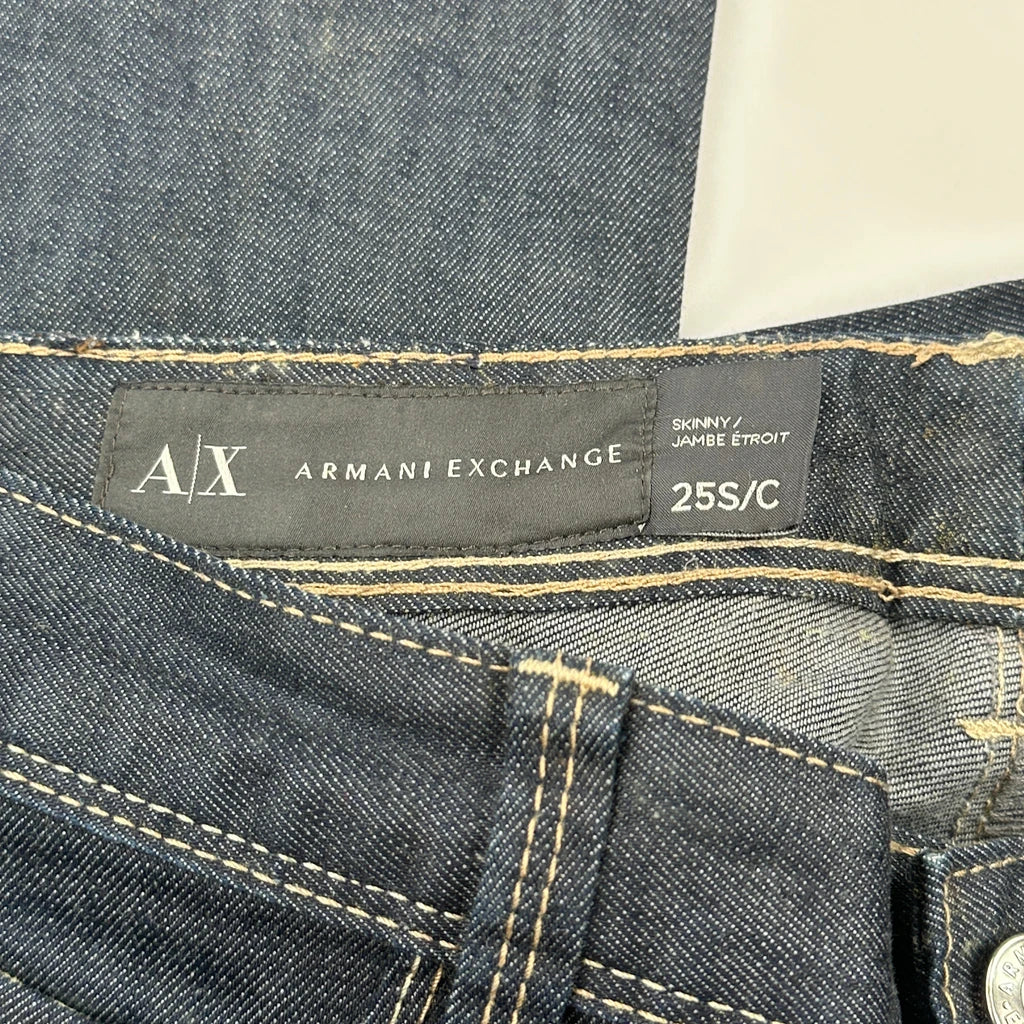 A|X ARMANI EXCHANGE
SKINNY/
JAMBE ÉTROIT
25S/C